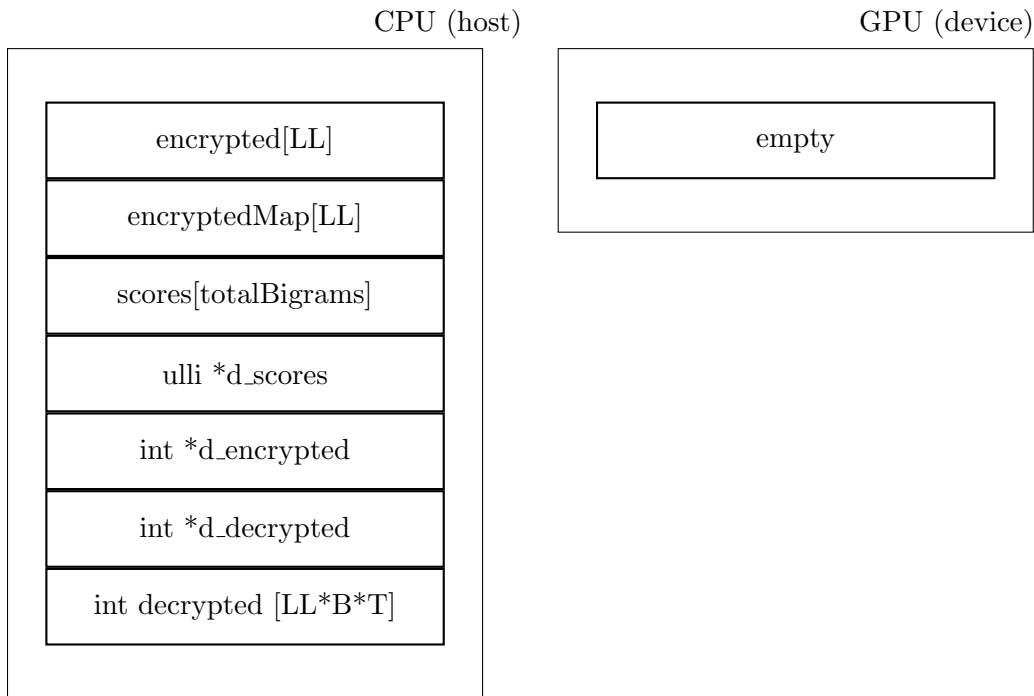 CPU (host)
GPU (device)
encrypted[LL]
encryptedMap[LL]
scores[totalBigrams]
ulli *d_scores
int *d_encrypted
int *d_decrypted
int decrypted [LL*B*T]
empty